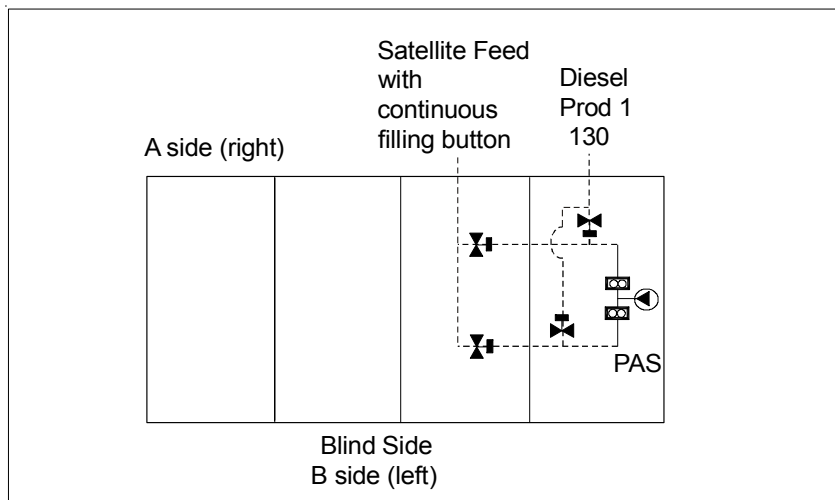 Satellite Feed
with
continuous
filling button
Diesel
Prod 1
130
A side (right)
PAS
Blind Side
B side (left)